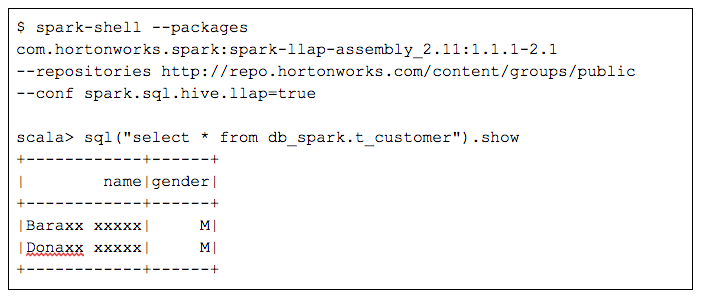 $ spark-shell --packages
com.hortonworks.spark:spark-llap-assembly_2.11:1.1.1-2.1
--repositories http://repo.hortonworks.com/content/groups/public
--conf spark.sql.hive.llap=true
scala> sql("select * from db_spark.t_customer").show
+------------+------+
|        name|gender|
+------------+------+
|Baraxx xxxxx|     M|
|Donaxx xxxxx|     M|
+------------+------+